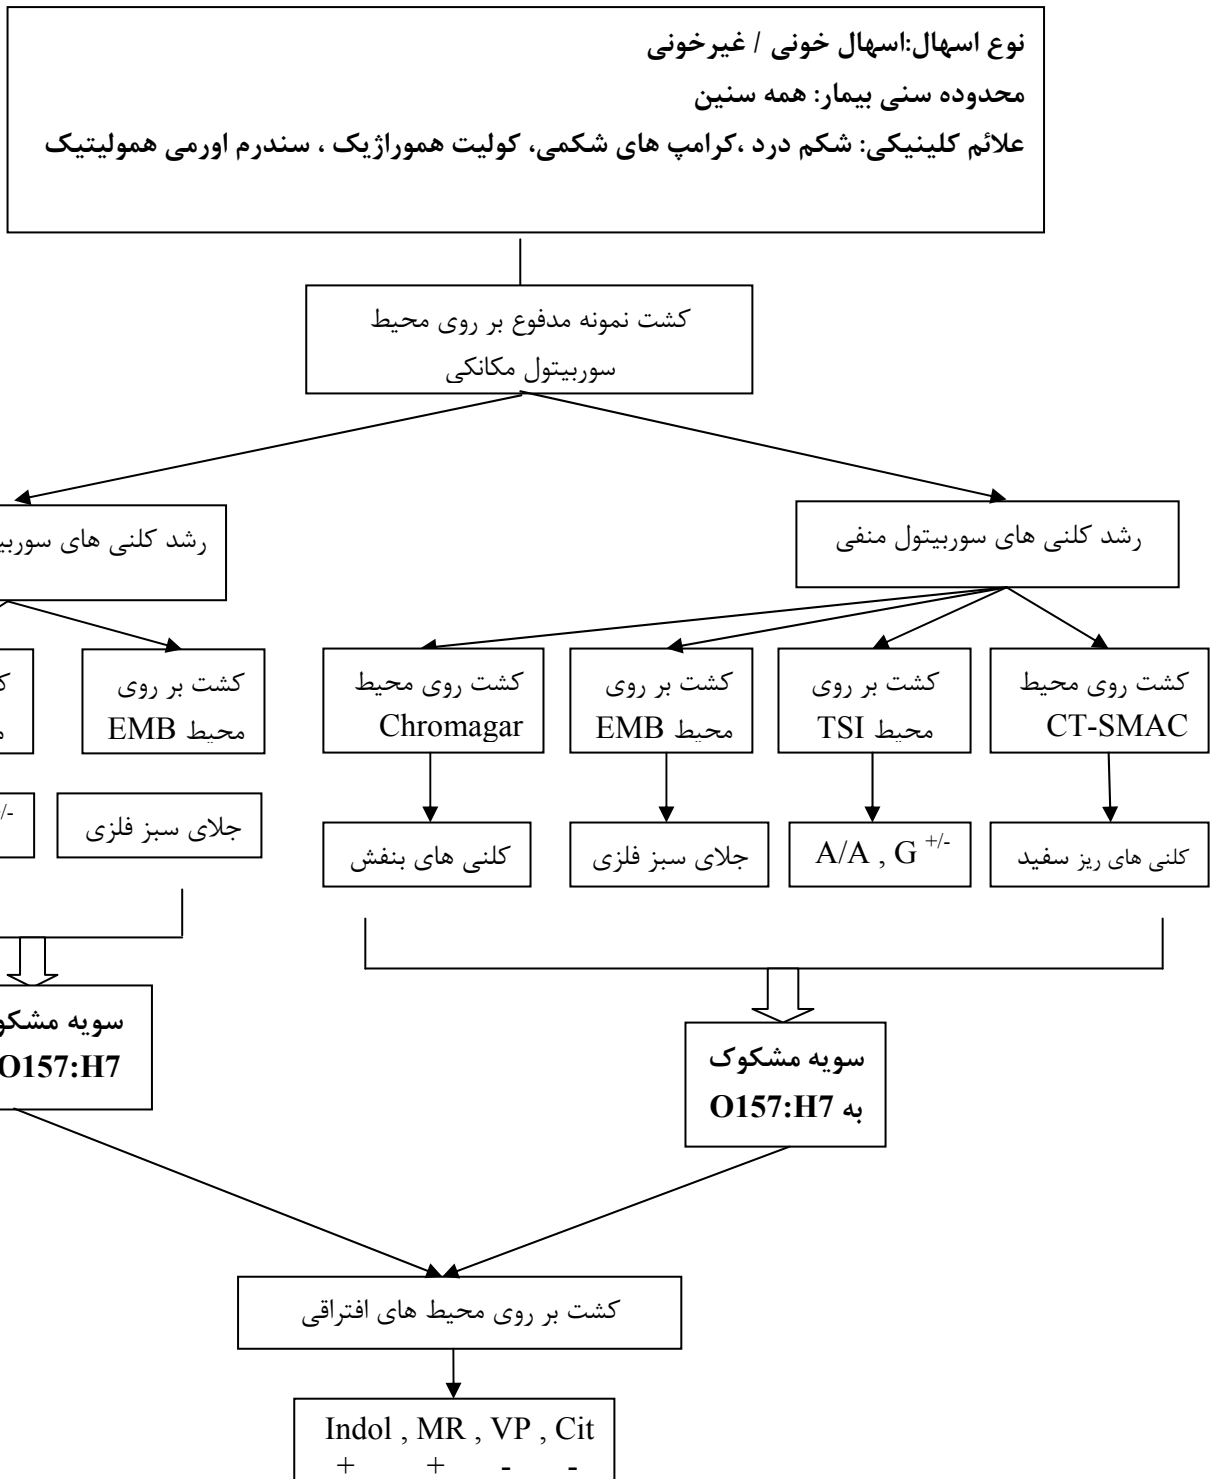 نوع اسهال:اسهال خونی / غیرخونی
محدوده سنی بیمار: همه سنین
علائم کلینیکی: شکم درد ،کرامپ های شکمی، کولیت هموراژیک ، سندرم اورمی همولیتیک
کشت نمونه مدفوع بر روی محیط
سوربیتول مکانکی
رشد کلنی های سوربیتول منفی
رشد کلنی های
کشت روی محیط
CT-SMAC
کشت بر روی
محیط TSI
کشت بر روی
محیط EMB
کشت روی محیط
Chromagar
کشت بر روی
محیط EMB
کلنی های ریز سفید
A/A , G +/-
جلای سبز فلزی
کلنی های بنفش
جلای سبز فلزی
/-
سویه مشکوک
به O157:H7
سویه
O157:H7
کشت بر روی محیط های افتراقی
Indol , MR , VP , Cit
+ + - -